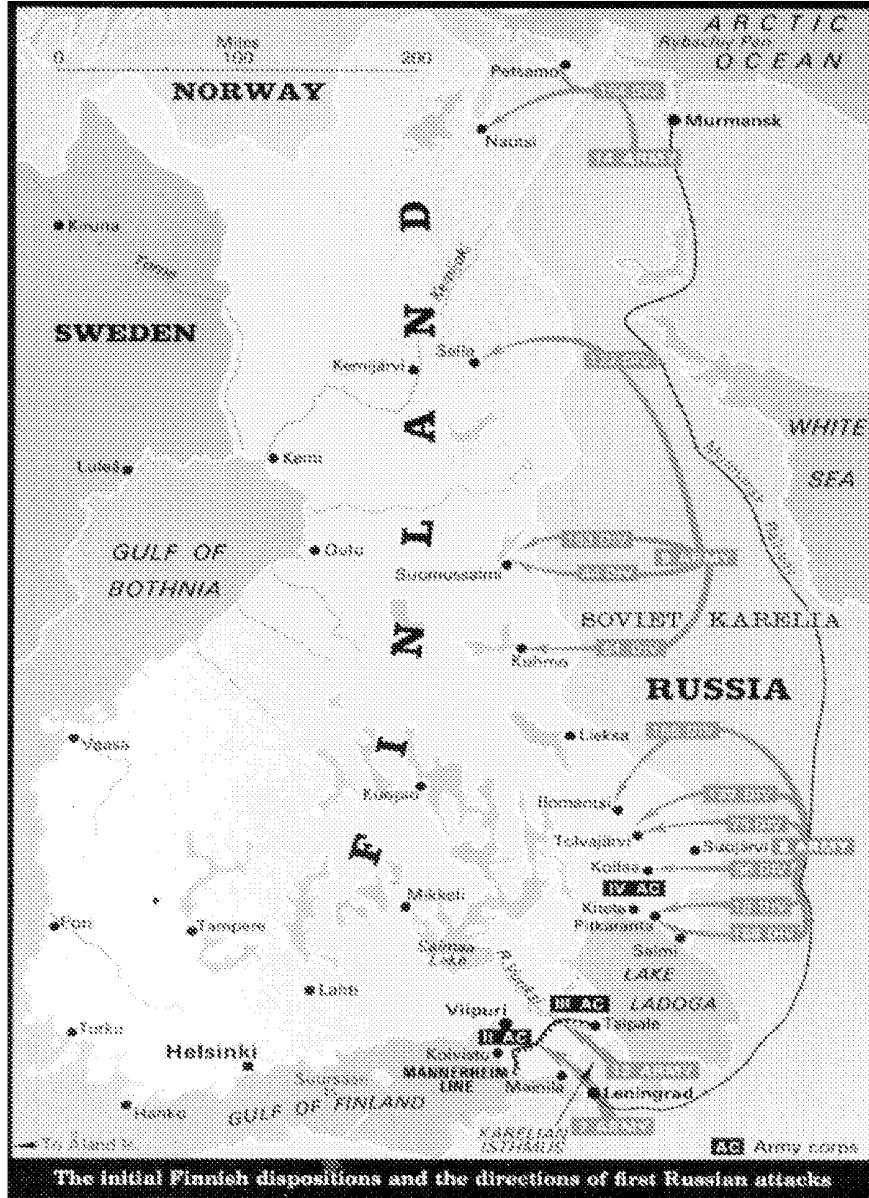 ARCTIC
OCEAN
Rybachiy Pen
Miles
0 100 200
NORWAY
Petsamo
Murmansk
Nautsi
Kiruna
SWEDEN
FINLAND
Kemijärvi
Salla
WHITE
SEA
Luleå
Kemi
GULF OF
BOTHNIA
Oulu
Suomussalmi
SOVIET KARELIA
Kuhmo
RUSSIA
Vaasa
Lieksa
Kuopio
Ilomantsi
Tolvajärvi
Suojärvi
Kollaa
IV AC
Mikkeli
Kitelä
Pitkäranta
Salmi
Pori
Tampere
Saimaa
Lake
LAKE
LADOGA
Lahti
III AC
Viipuri
Taipale
II AC
Turku
Helsinki
Koivisto
MANNERHEIM
LINE
Mainila
Leningrad
Suursaari
Hanko
GULF OF FINLAND
KARELIAN
ISTHMUS
To Åland Is
AC Army corps
The initial Finnish dispositions and the directions of first Russian attacks